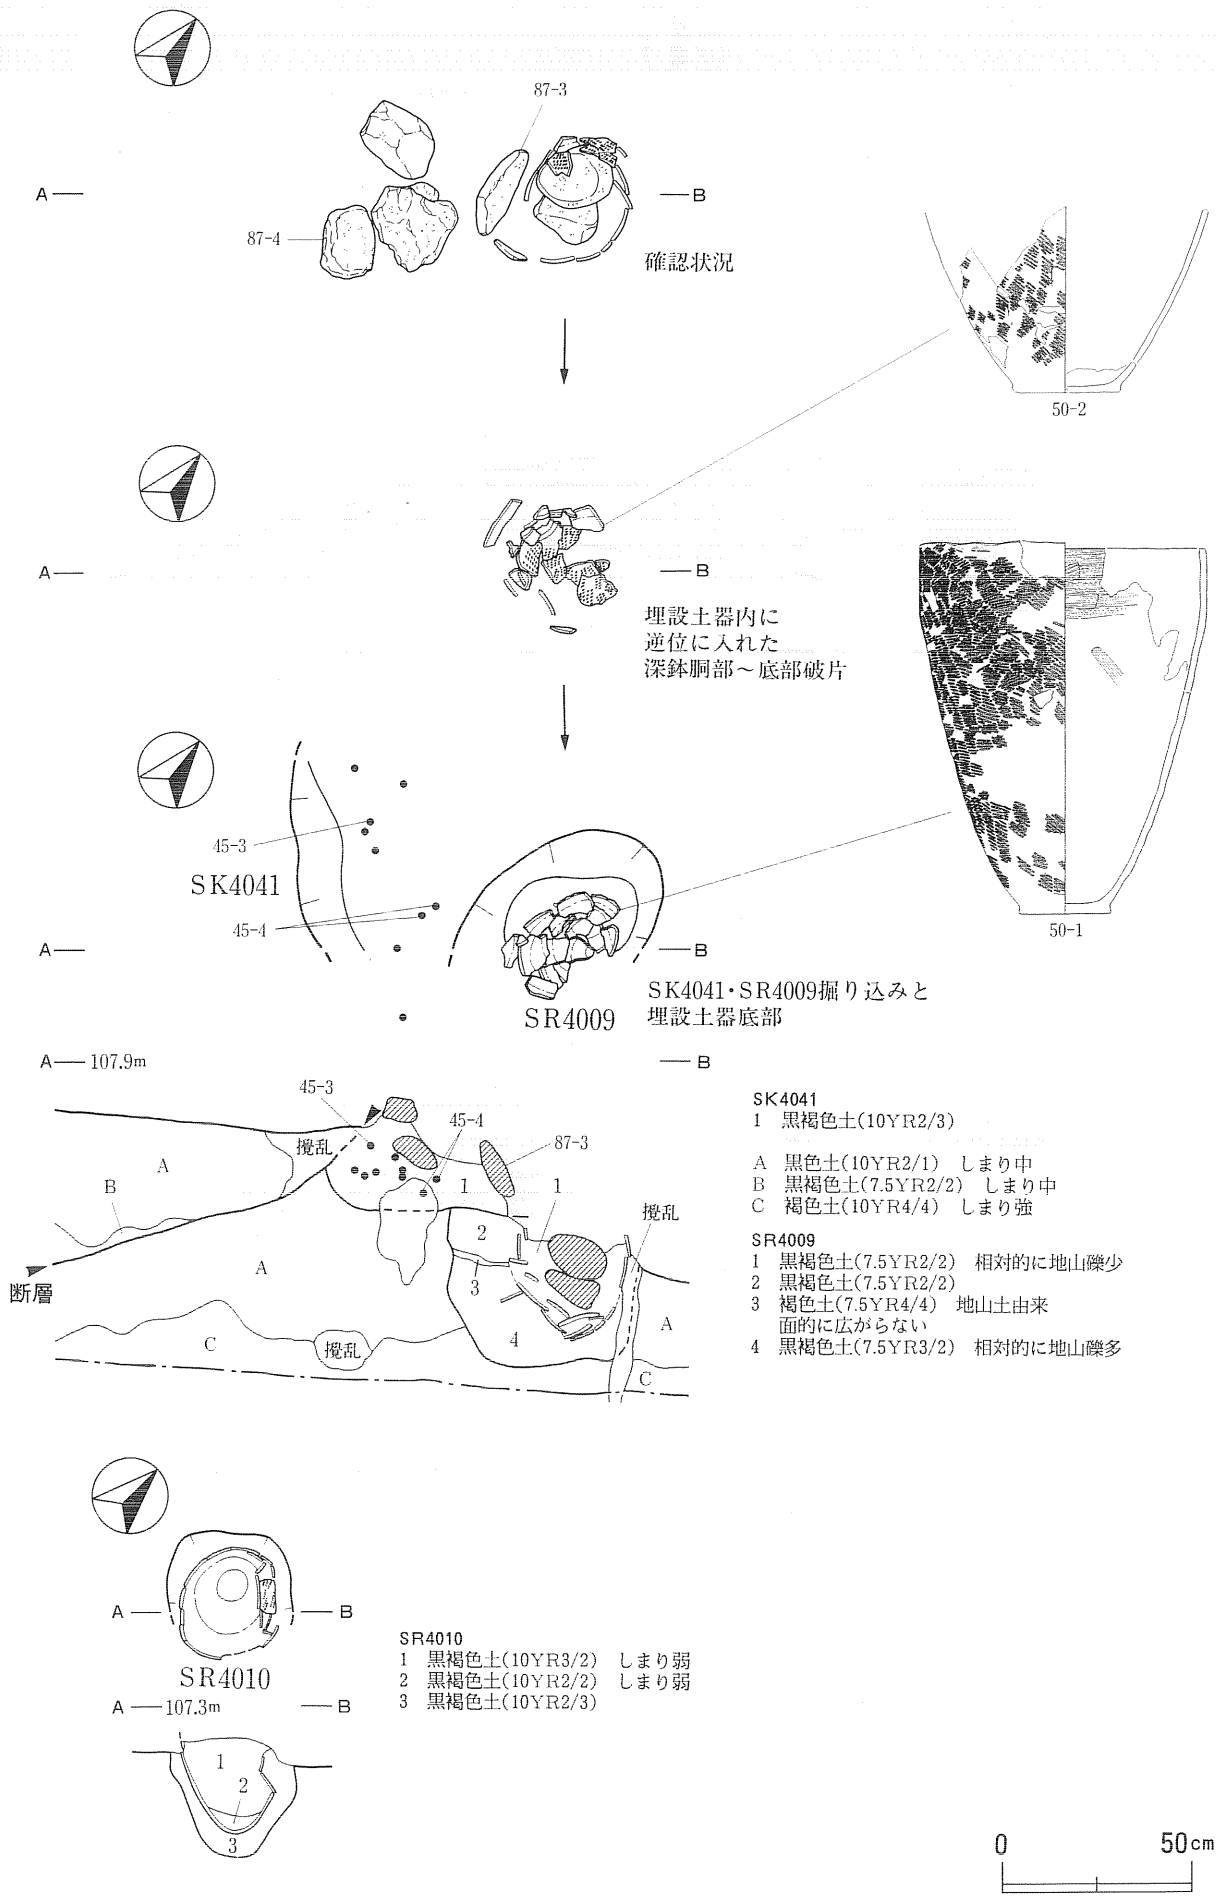 87-3
A
B
87-4
確認状況
50-2
A
B
埋設土器内に
逆位に入れた
深鉢胴部～底部破片
45-3
SK4041
45-4
50-1
A
B
SR4009
SK4041・SR4009掘り込みと
埋設土器底部
A 107.9m
B
45-3
45-4
87-3
攪乱
A
B
1
1
攪乱
2
3
A
4
A
C
攪乱
C
断層
SK4041
1 黒褐色土(10YR2/3)
A 黒色土(10YR2/1) しまり中
B 黒褐色土(7.5YR2/2) しまり中
C 褐色土(10YR4/4) しまり強
SR4009
1 黒褐色土(7.5YR2/2) 相対的に地山礫少
2 黒褐色土(7.5YR2/2)
3 褐色土(7.5YR4/4) 地山土由来
面的に広がらない
4 黒褐色土(7.5YR3/2) 相対的に地山礫多
A
B
SR4010
A 107.3m
B
SR4010
1 黒褐色土(10YR3/2) しまり弱
2 黒褐色土(10YR2/2) しまり弱
3 黒褐色土(10YR2/3)
1
2
3
0 50cm